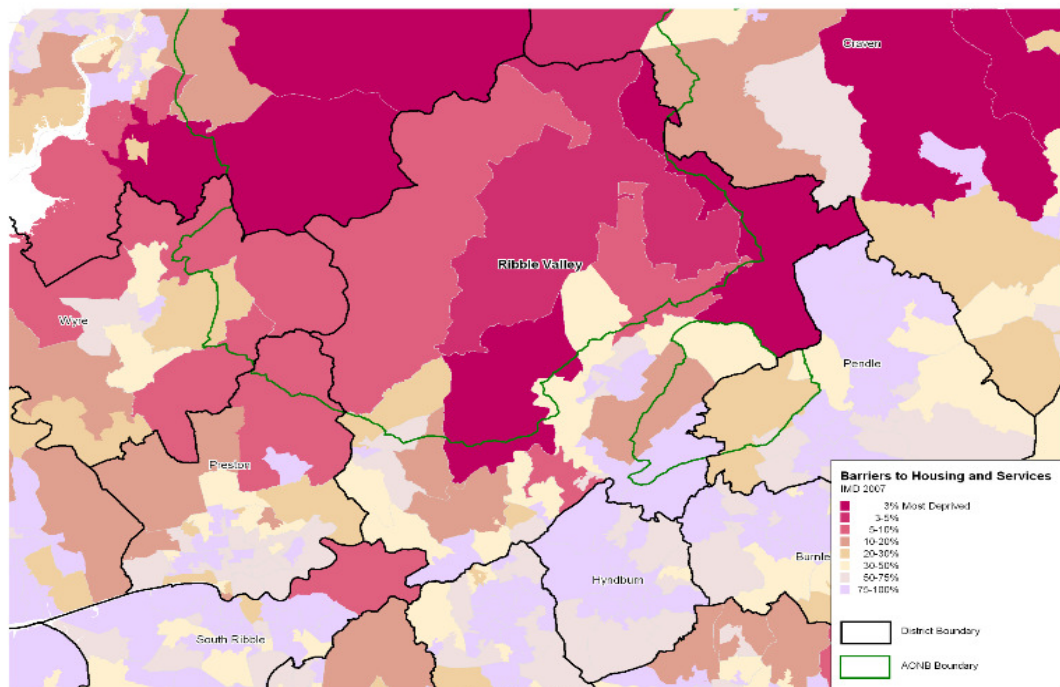 Craven
Ribble Valley
Wyre
Pendle
Preston
Barriers to Housing and Services
IMD 2007
3% Most Deprived
3-5%
5-10%
10-20%
20-30%
30-50%
50-75%
75-100%
Burnle
Hyndburn
South Ribble
District Boundary
AONB Boundary